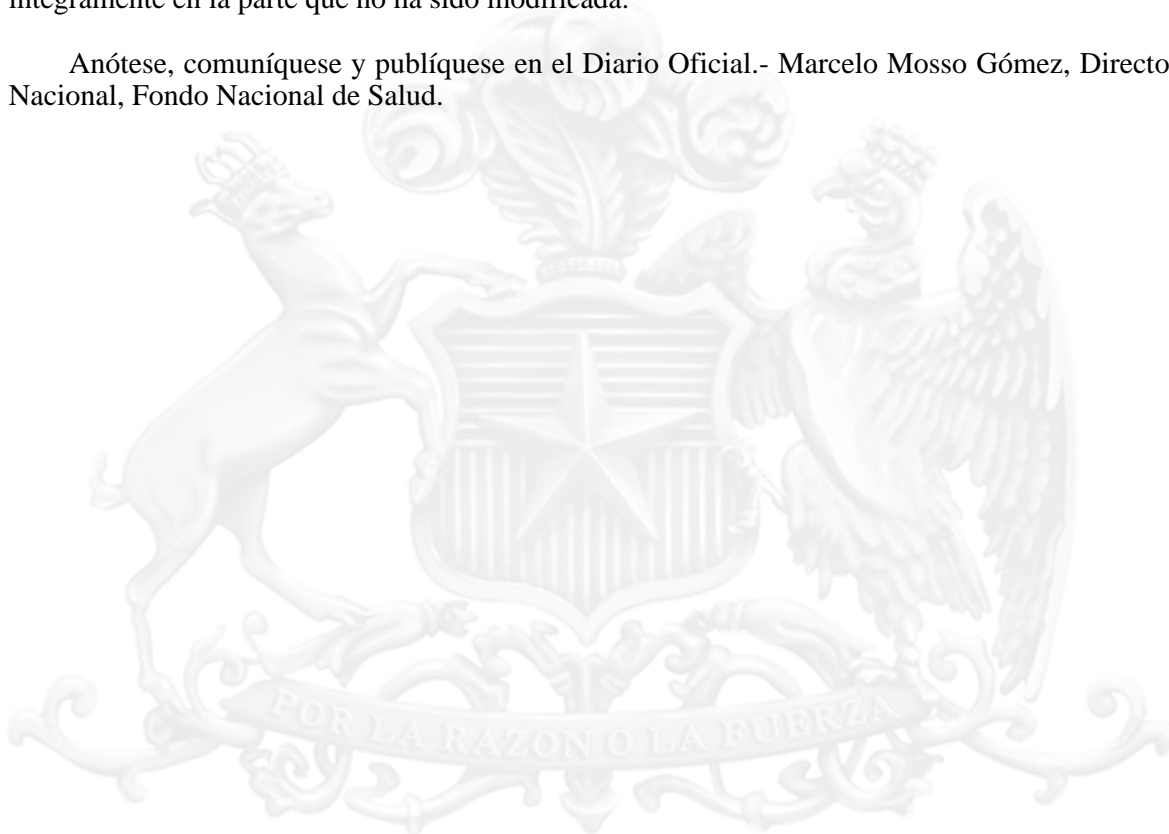 íntegramente en la parte que no ha sido modificada.
Anótese, comuníquese y publíquese en el Diario Oficial.- Marcelo Mosso Gómez, Directo
Nacional, Fondo Nacional de Salud.
POR LA RAZON O LA FUERZA